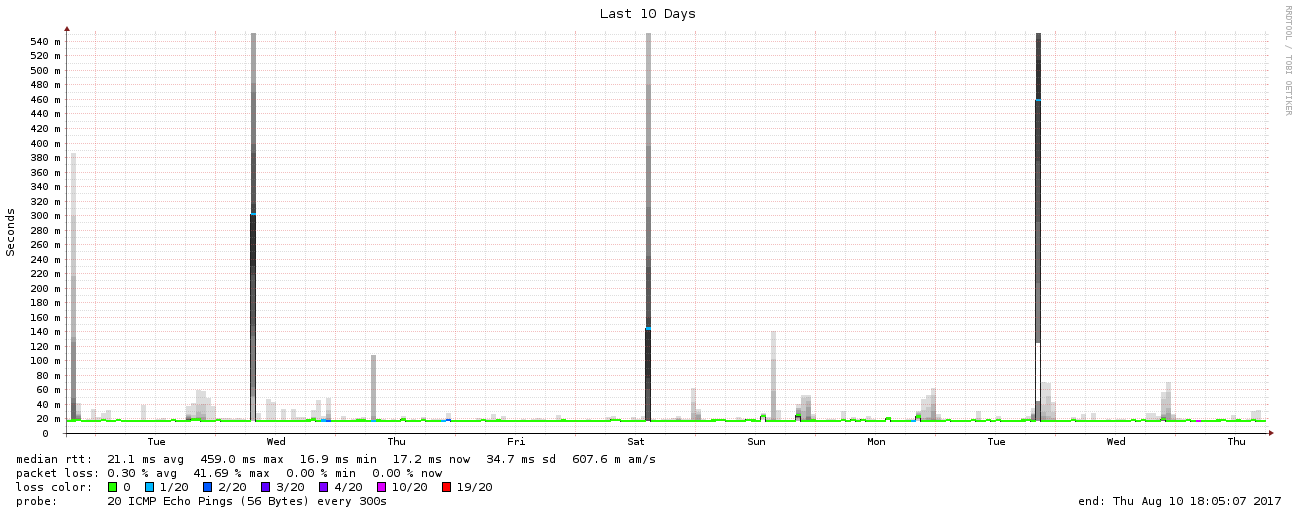 Last 10 Days
RRDTOOL / TOBI OETIKER
Seconds
540 m
520 m
500 m
480 m
460 m
440 m
420 m
400 m
380 m
360 m
340 m
320 m
300 m
280 m
260 m
240 m
220 m
200 m
180 m
160 m
140 m
120 m
100 m
80 m
60 m
40 m
20 m
0
Tue Wed Thu Fri Sat Sun Mon Tue Wed Thu
median rtt: 21.1 ms avg 459.0 ms max 16.9 ms min 17.2 ms now 34.7 ms sd 607.6 m am/s
packet loss: 0.30 % avg 41.69 % max 0.00 % min 0.00 % now
loss color: 0 1/20 2/20 3/20 4/20 10/20 19/20
probe: 20 ICMP Echo Pings (56 Bytes) every 300s end: Thu Aug 10 18:05:07 2017